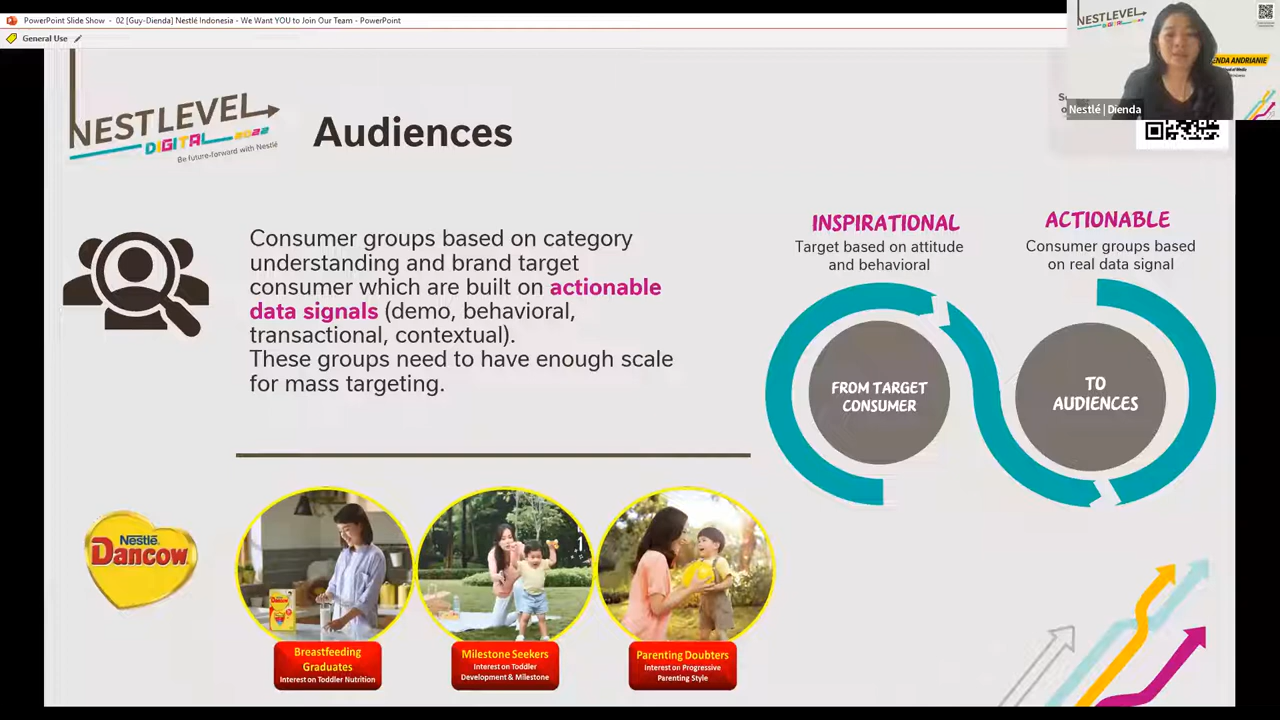 PowerPoint Slide Show - 02 [Guy-Dienda] Nestlé Indonesia - We Want YOU to Join Our Team - PowerPoint
General Use
NESTLEVEL
DIGITAL 2022
Be future-forward with Nestlé
Audiences
NESTLEVEL
ENDA ANDRIANIE
Nestlé | Dienda
Consumer groups based on category
understanding and brand target
consumer which are built on actionable
data signals (demo, behavioral,
transactional, contextual).
These groups need to have enough scale
for mass targeting.
INSPIRATIONAL
Target based on attitude
and behavioral
ACTIONABLE
Consumer groups based
on real data signal
FROM TARGET
CONSUMER
TO
AUDIENCES
Nestlé
Dancow
Breastfeeding
Graduates
Interest on Toddler Nutrition
Milestone Seekers
Interest on Toddler
Development & Milestone
Parenting Doubters
Interest on Progressive
Parenting Style